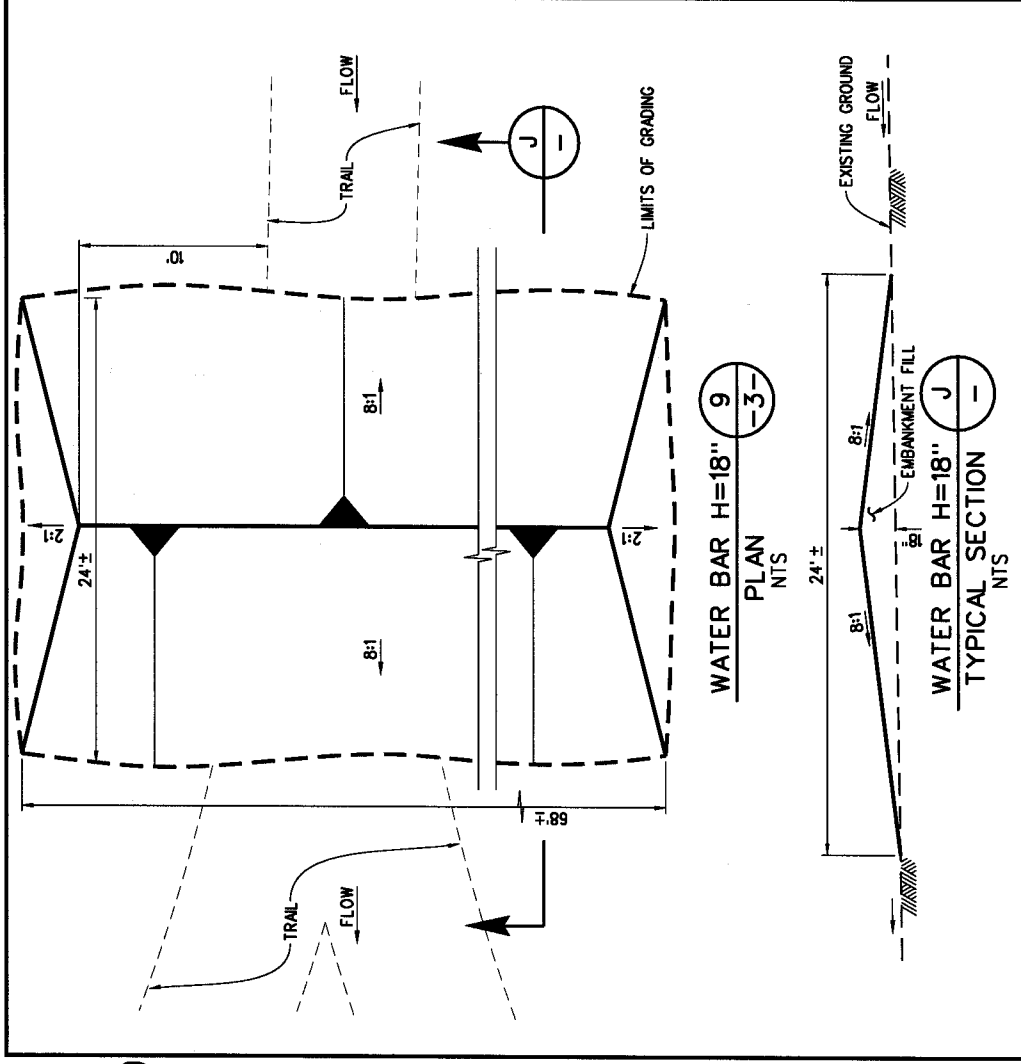 FLOW
TRAIL
J
-
10'
LIMITS OF GRADING
2:1
24'±
8:1
8:1
2:1
68'±
TRAIL
FLOW
WATER BAR H=18"
PLAN
NTS
9
-3-
EXISTING GROUND
FLOW
24'±
8:1
8:1
EMBANKMENT FILL
18"
WATER BAR H=18"
TYPICAL SECTION
NTS
J
-